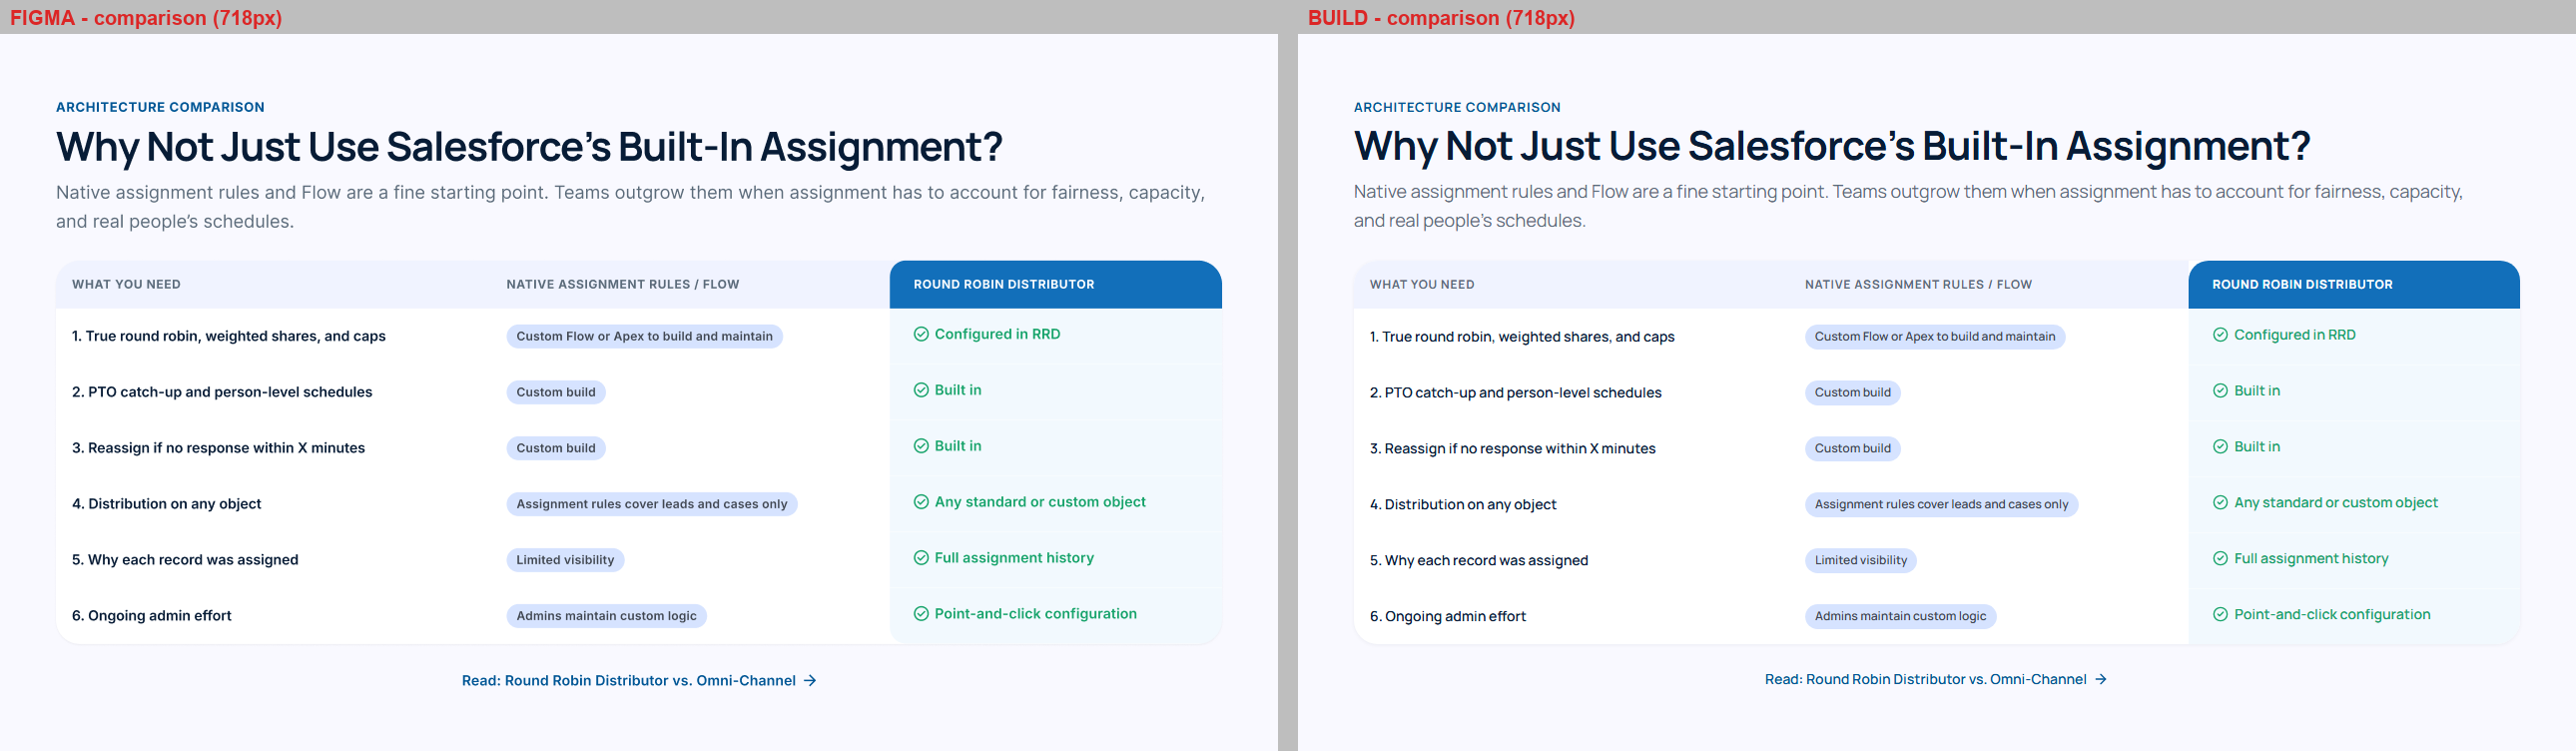 FIGMA - comparison (718px)
ARCHITECTURE COMPARISON
Why Not Just Use Salesforce’s Built-In Assignment?
Native assignment rules and Flow are a fine starting point. Teams outgrow them when assignment has to account for fairness, capacity,
and real people’s schedules.
WHAT YOU NEED NATIVE ASSIGNMENT RULES / FLOW ROUND ROBIN DISTRIBUTOR
1. True round robin, weighted shares, and caps Custom Flow or Apex to build and maintain Configured in RRD
2. PTO catch-up and person-level schedules Custom build Built in
3. Reassign if no response within X minutes Custom build Built in
4. Distribution on any object Assignment rules cover leads and cases only Any standard or custom object
5. Why each record was assigned Limited visibility Full assignment history
6. Ongoing admin effort Admins maintain custom logic Point-and-click configuration
Read: Round Robin Distributor vs. Omni-Channel →
BUILD - comparison (718px)
ARCHITECTURE COMPARISON
Why Not Just Use Salesforce’s Built-In Assignment?
Native assignment rules and Flow are a fine starting point. Teams outgrow them when assignment has to account for fairness, capacity,
and real people’s schedules.
WHAT YOU NEED NATIVE ASSIGNMENT RULES / FLOW ROUND ROBIN DISTRIBUTOR
1. True round robin, weighted shares, and caps Custom Flow or Apex to build and maintain Configured in RRD
2. PTO catch-up and person-level schedules Custom build Built in
3. Reassign if no response within X minutes Custom build Built in
4. Distribution on any object Assignment rules cover leads and cases only Any standard or custom object
5. Why each record was assigned Limited visibility Full assignment history
6. Ongoing admin effort Admins maintain custom logic Point-and-click configuration
Read: Round Robin Distributor vs. Omni-Channel →